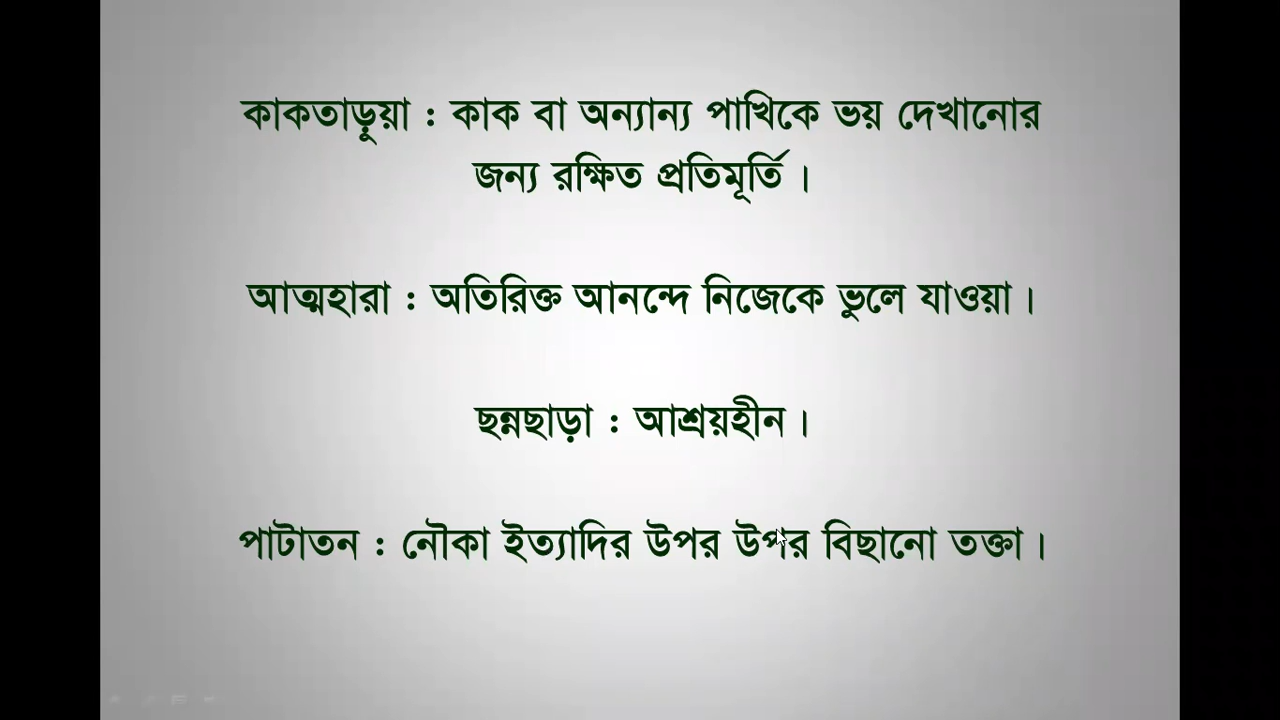 কাকতাড়ুয়া : কাক বা অন্যান্য পাখিকে ভয় দেখানোর
জন্য রক্ষিত প্রতিমূর্তি ।
আত্মহারা : অতিরিক্ত আনন্দে নিজেকে ভুলে যাওয়া ।
ছন্নছাড়া : আশ্রয়হীন ।
পাটাতন : নৌকা ইত্যাদির উপর উপর বিছানো তক্তা ।